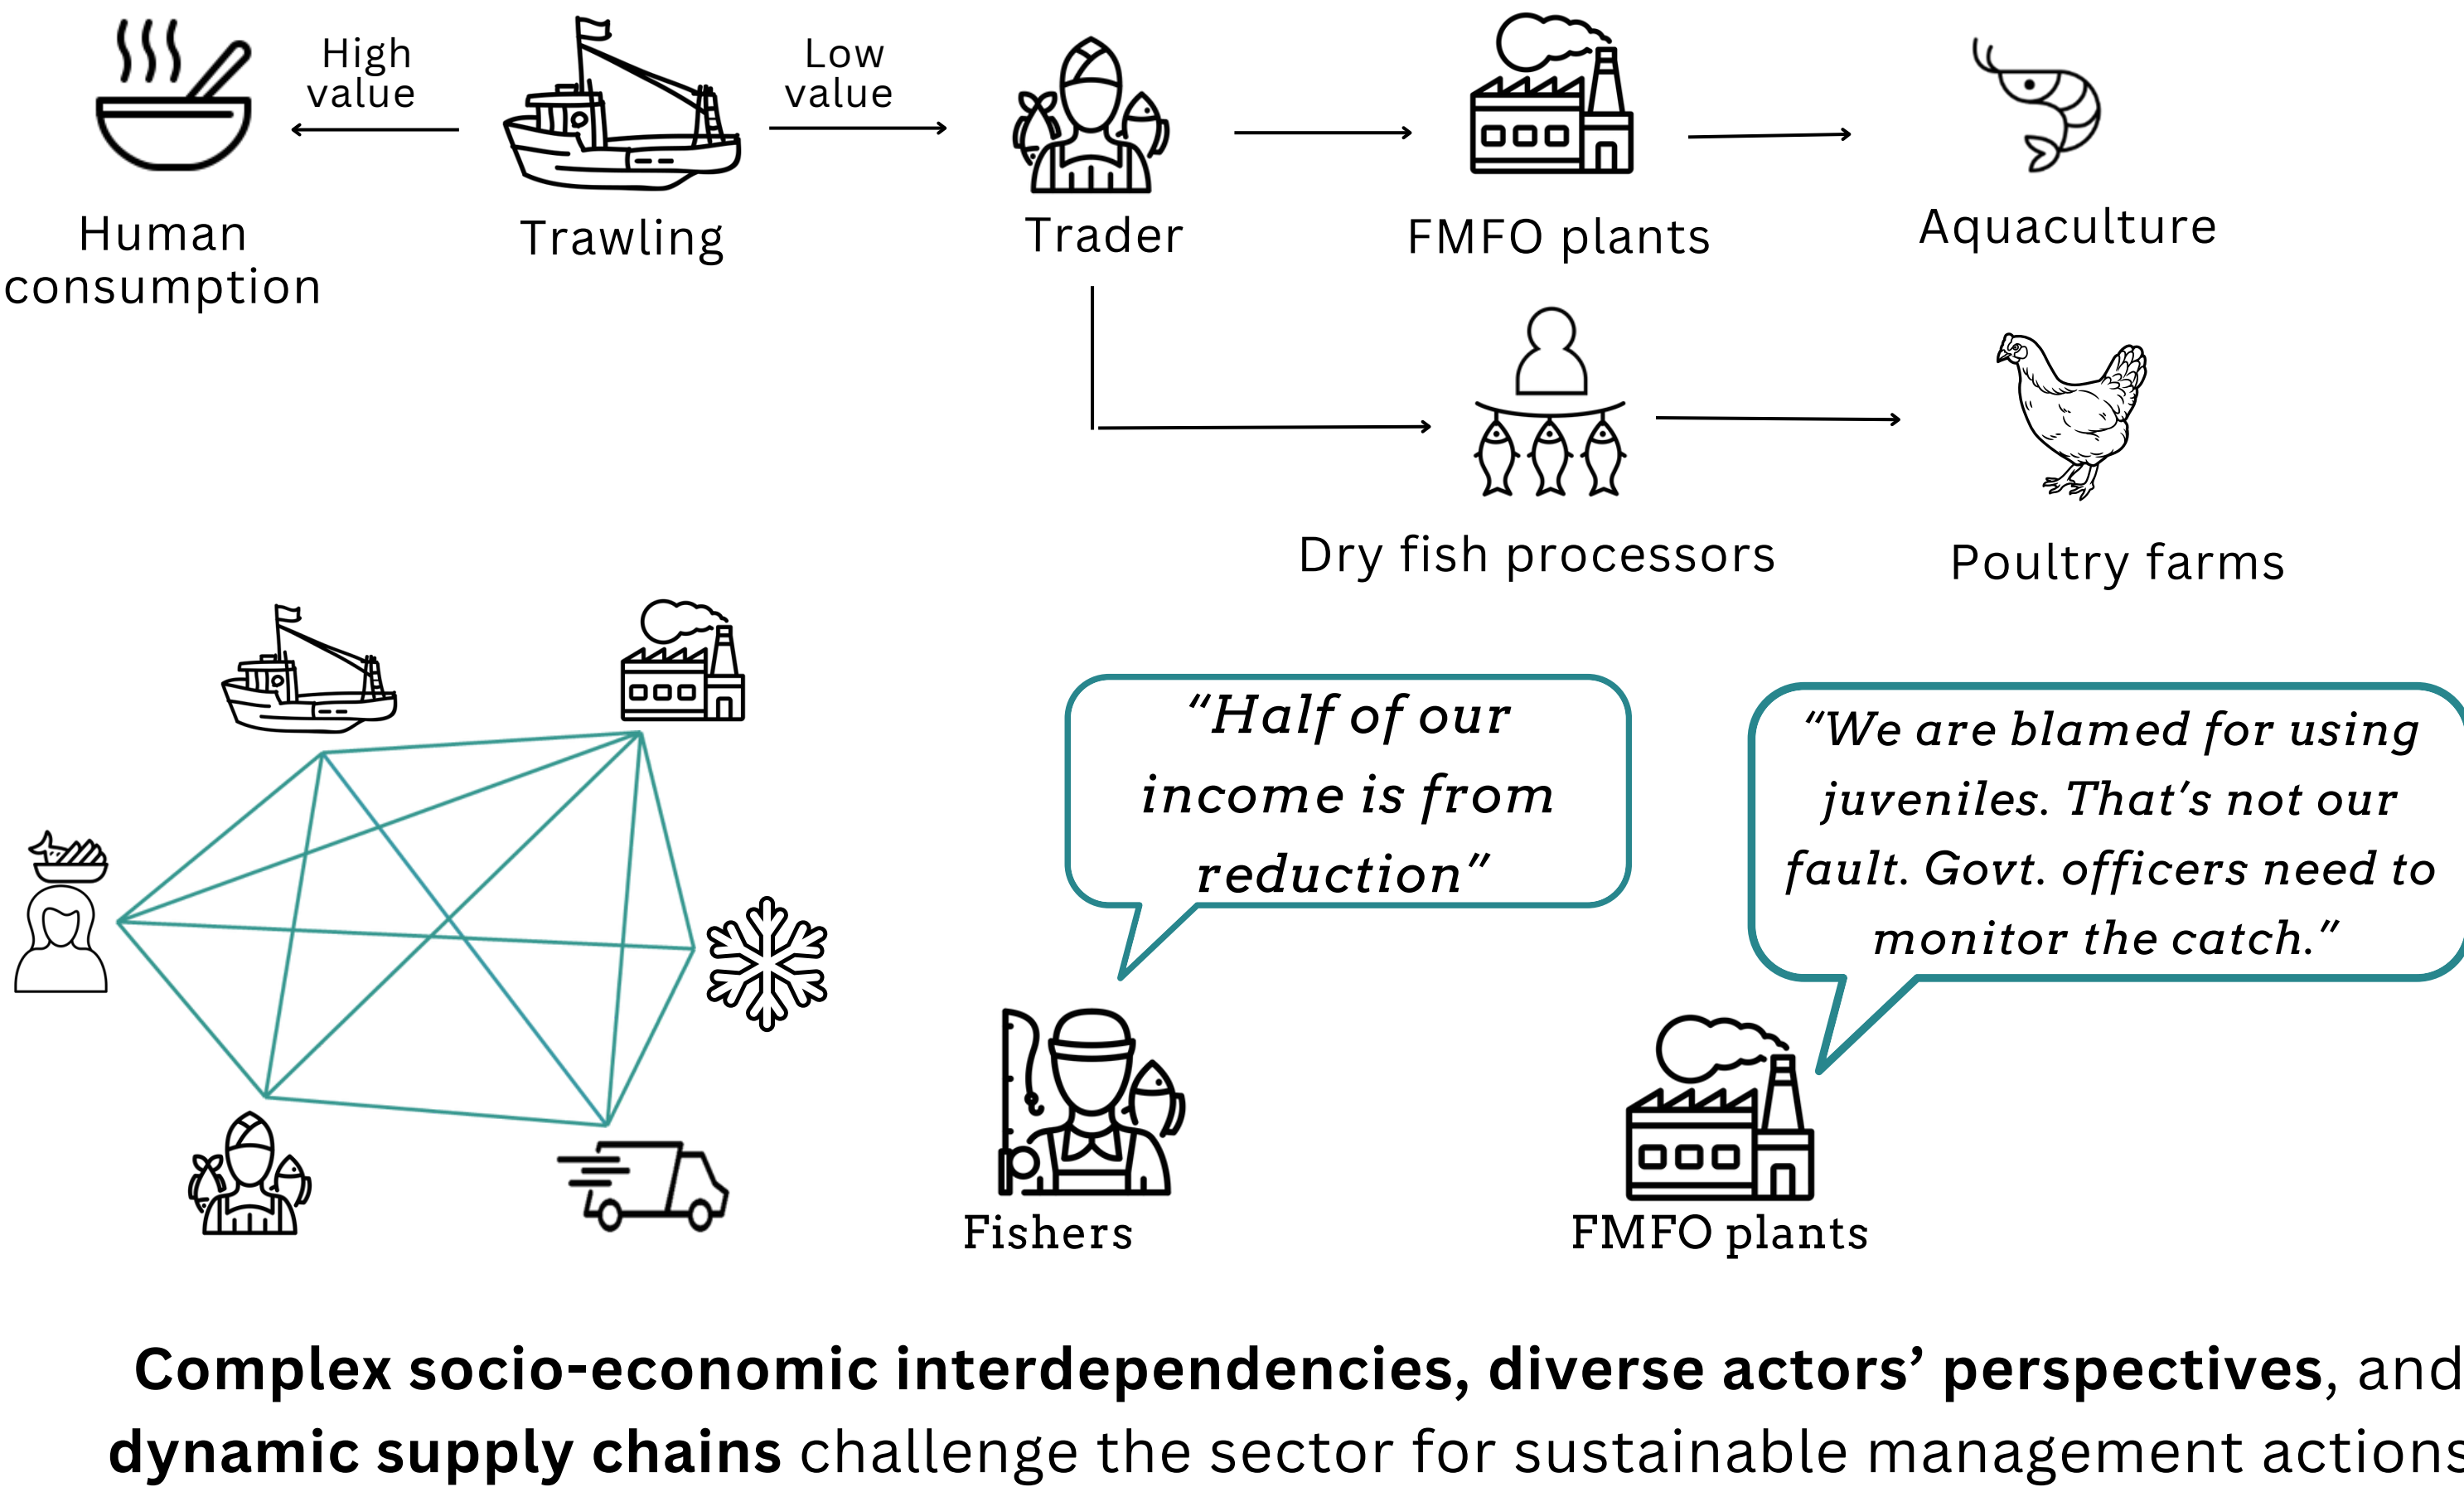 High
value
Low
value
Human
consumption
Trawling
Trader
FMFO plants
Aquaculture
Dry fish processors
Poultry farms
“Half of our
income is from
reduction”
“We are blamed for using
juveniles. That’s not our
fault. Govt. officers need to
monitor the catch.”
Fishers
FMFO plants
Complex socio-economic interdependencies, diverse actors’ perspectives, and
dynamic supply chains challenge the sector for sustainable management actions